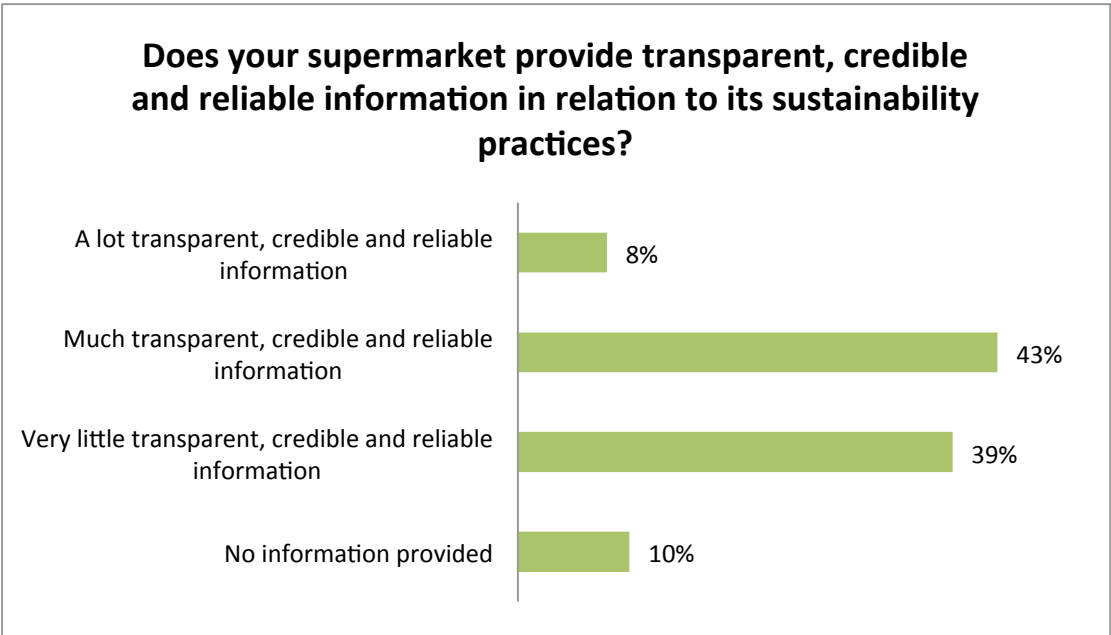 Does your supermarket provide transparent, credible
and reliable information in relation to its sustainability
practices?
A lot transparent, credible and reliable
information
8%
Much transparent, credible and reliable
information
43%
Very little transparent, credible and reliable
information
39%
No information provided
10%